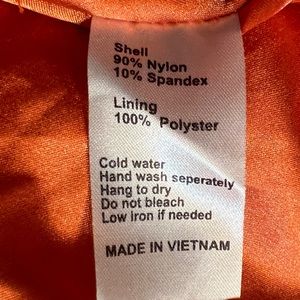 Shell
90% Nylon
10% Spandex
Lining
100% Polyester
Cold water
Hand wash seperately
Hang to dry
Do not bleach
Low iron if needed
MADE IN VIETNAM